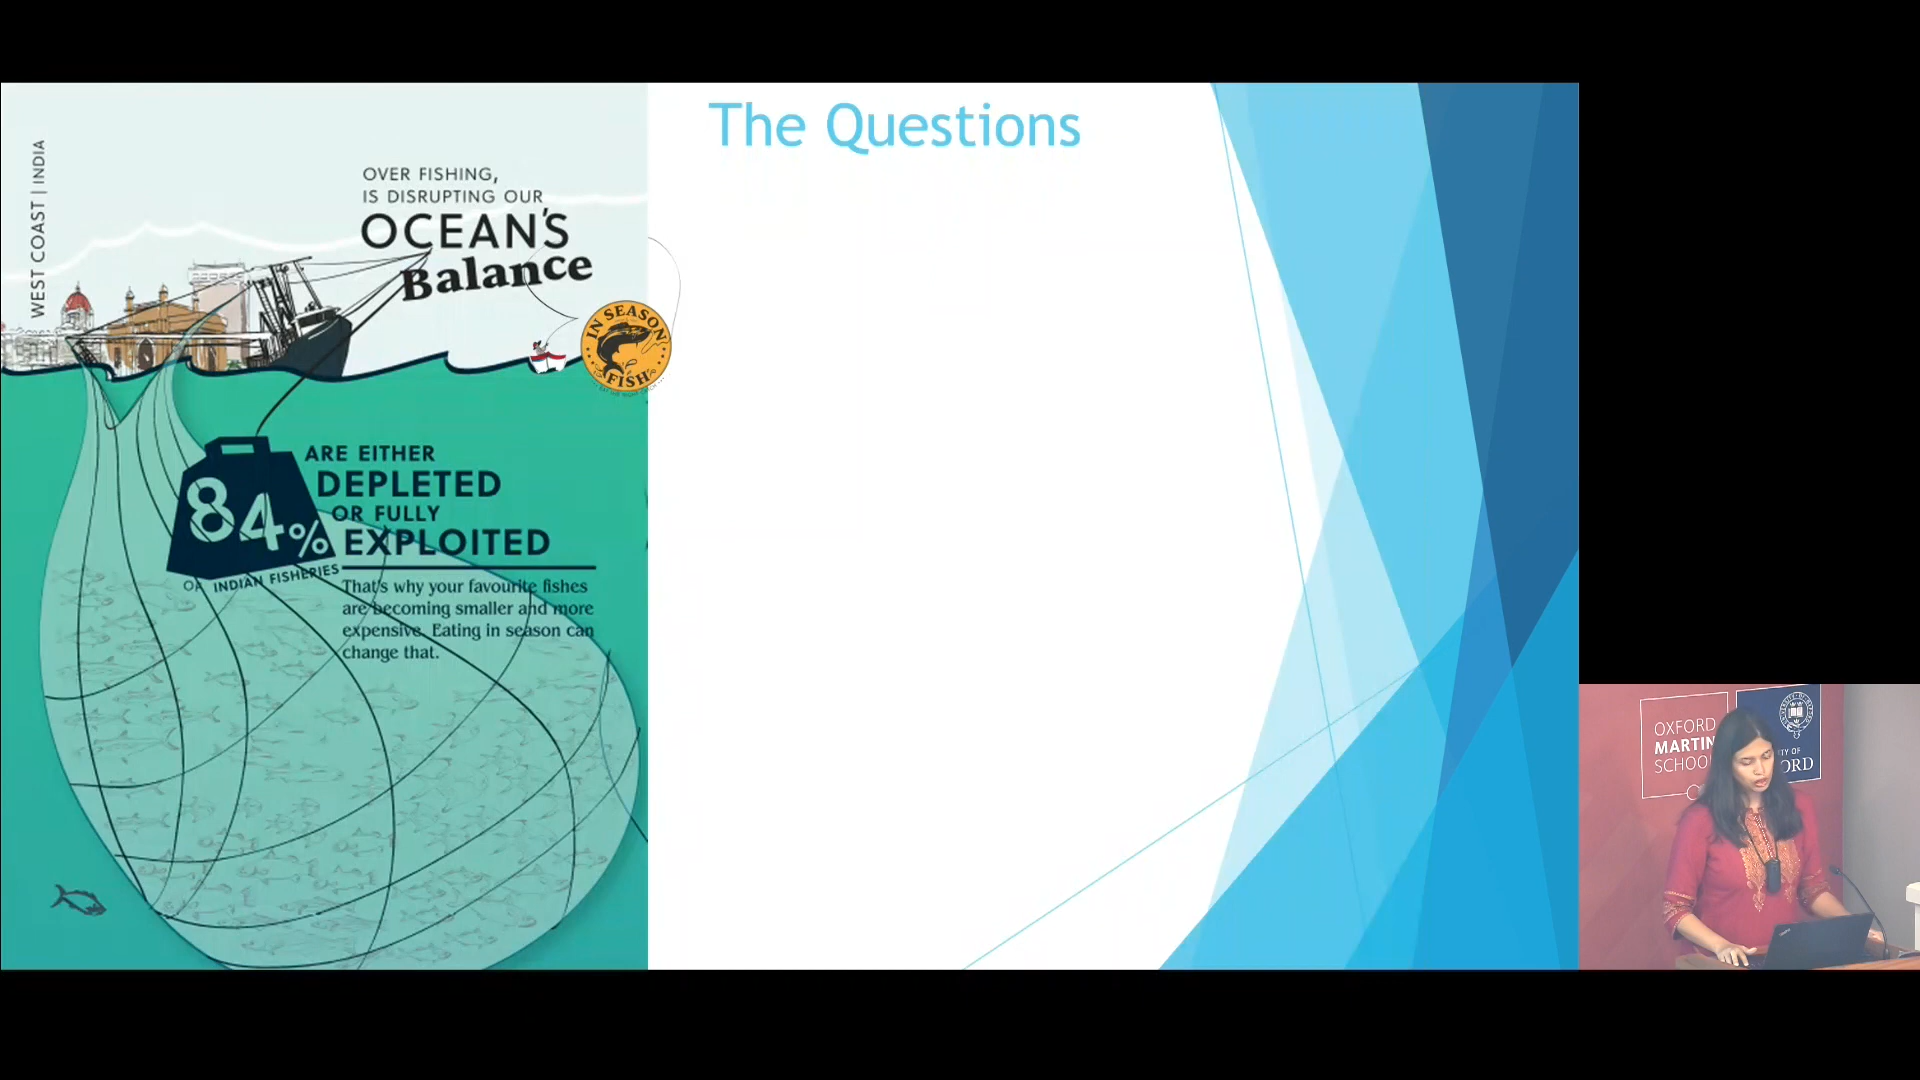 The Questions
WEST COAST | INDIA
OVER FISHING,
IS DISRUPTING OUR
OCEAN'S
Balance
IN SEASON
FISH
84%
OF INDIAN FISHERIES
ARE EITHER
DEPLETED
OR FULLY
EXPLOITED
That's why your favourite fishes
are becoming smaller and more
expensive. Eating in season can
change that.
OXFORD
MARTIN
SCHOOL